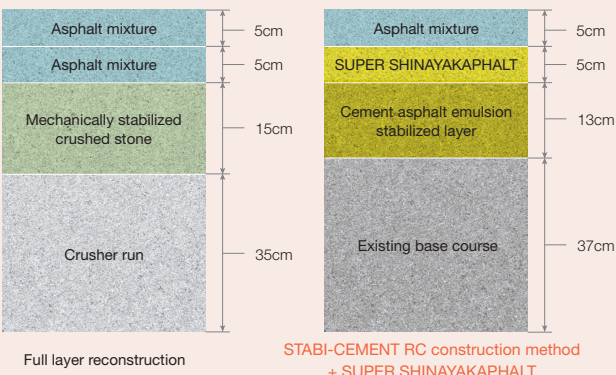 Asphalt mixture
5cm
Asphalt mixture
5cm
Mechanically stabilized
crushed stone
15cm
Crusher run
35cm
Full layer reconstruction
Asphalt mixture
5cm
SUPER SHINAYAKAPHALT
5cm
Cement asphalt emulsion
stabilized layer
13cm
Existing base course
37cm
STABI-CEMENT RC construction method
+ SUPER SHINAYAKAPHALT